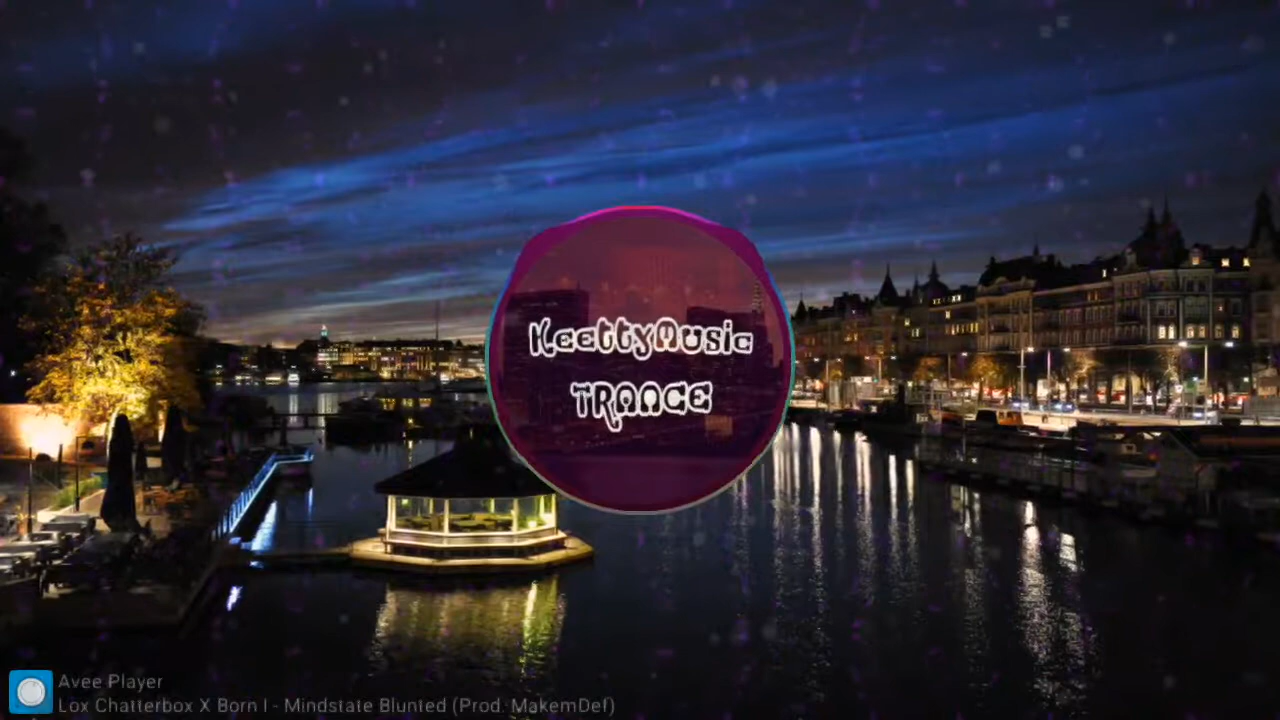 KeettyMusic
TRANCE
Avee Player
Lox Chatterbox X Born I - Mindstate Blunted (Prod. MakemDef)